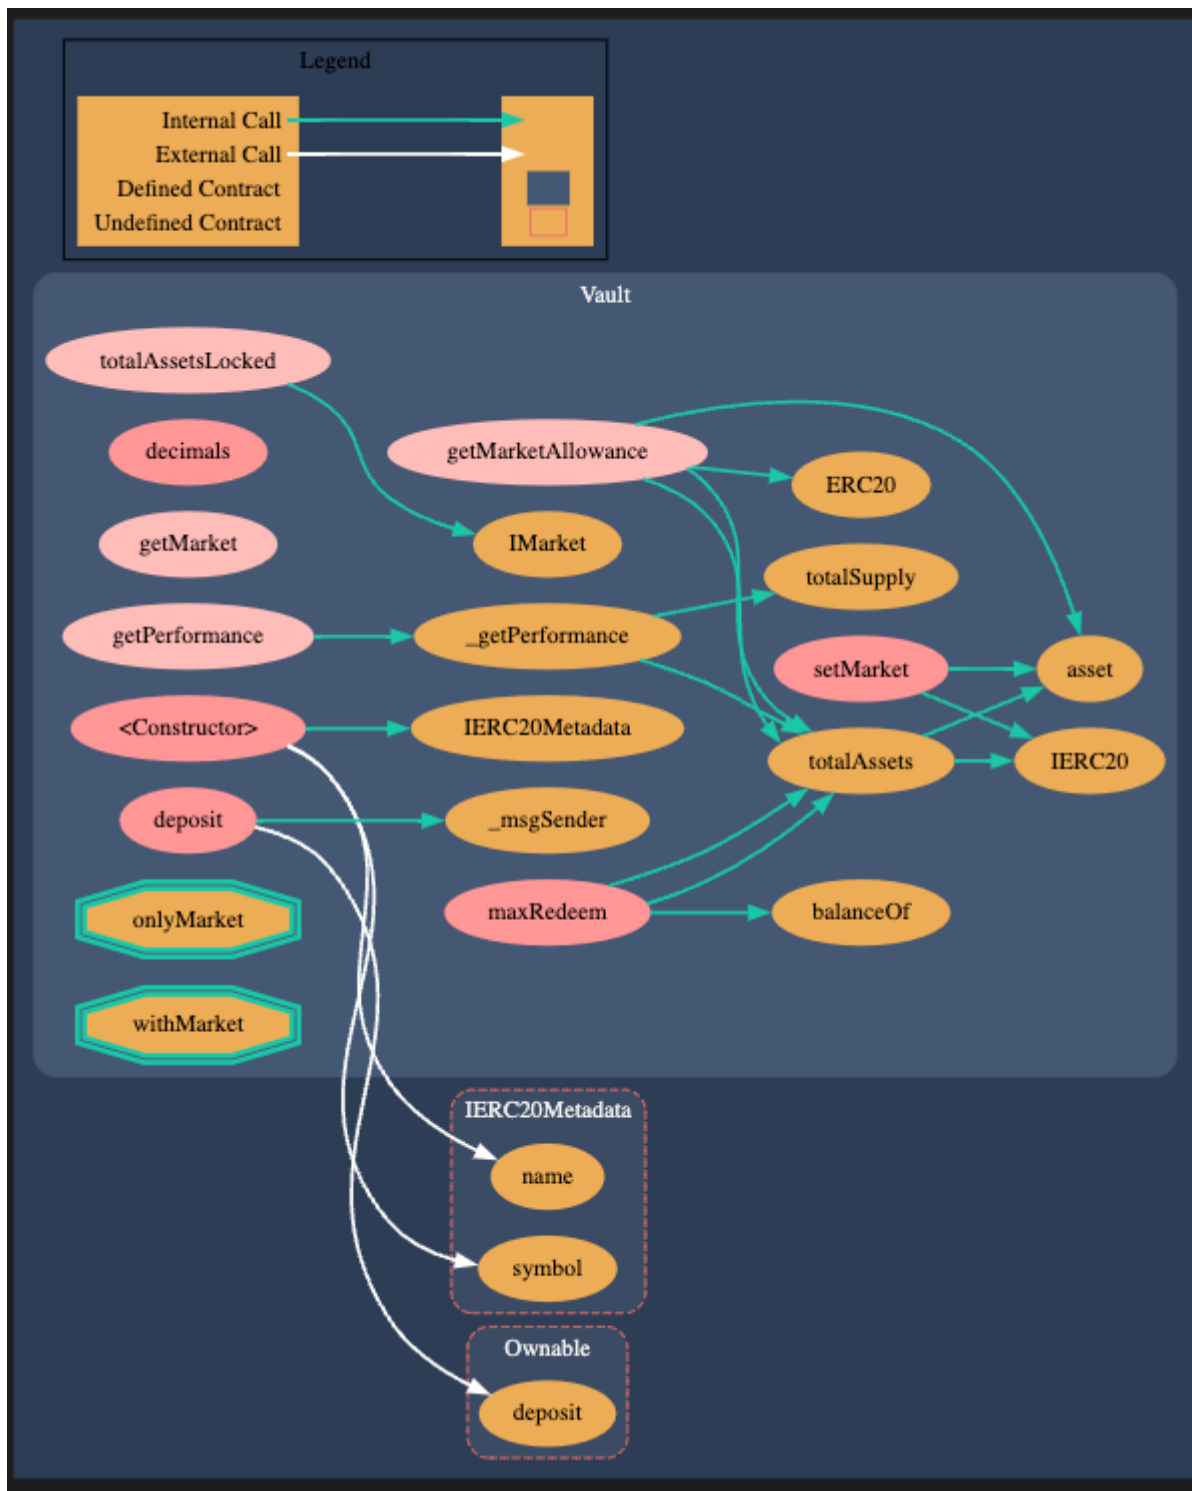 Legend
Internal Call
External Call
Defined Contract
Undefined Contract
Vault
totalAssetsLocked
decimals
getMarketAllowance
ERC20
getMarket
IMarket
totalSupply
getPerformance
_getPerformance
setMarket
asset
<Constructor>
IERC20Metadata
totalAssets
IERC20
deposit
_msgSender
onlyMarket
maxRedeem
balanceOf
withMarket
IERC20Metadata
name
symbol
Ownable
deposit